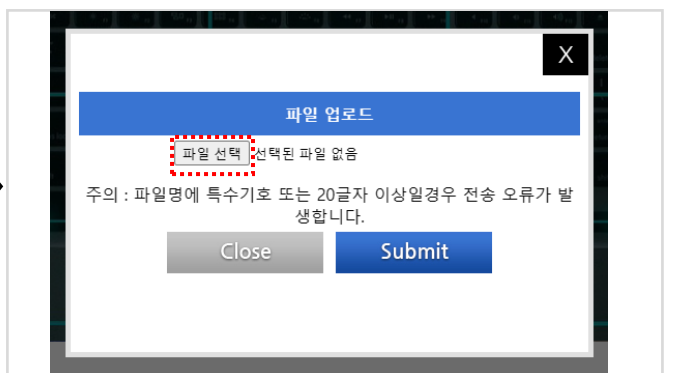 X
파일 업로드
파일 선택 선택된 파일 없음
주의 : 파일명에 특수기호 또는 20글자 이상일경우 전송 오류가 발
생합니다.
Close Submit